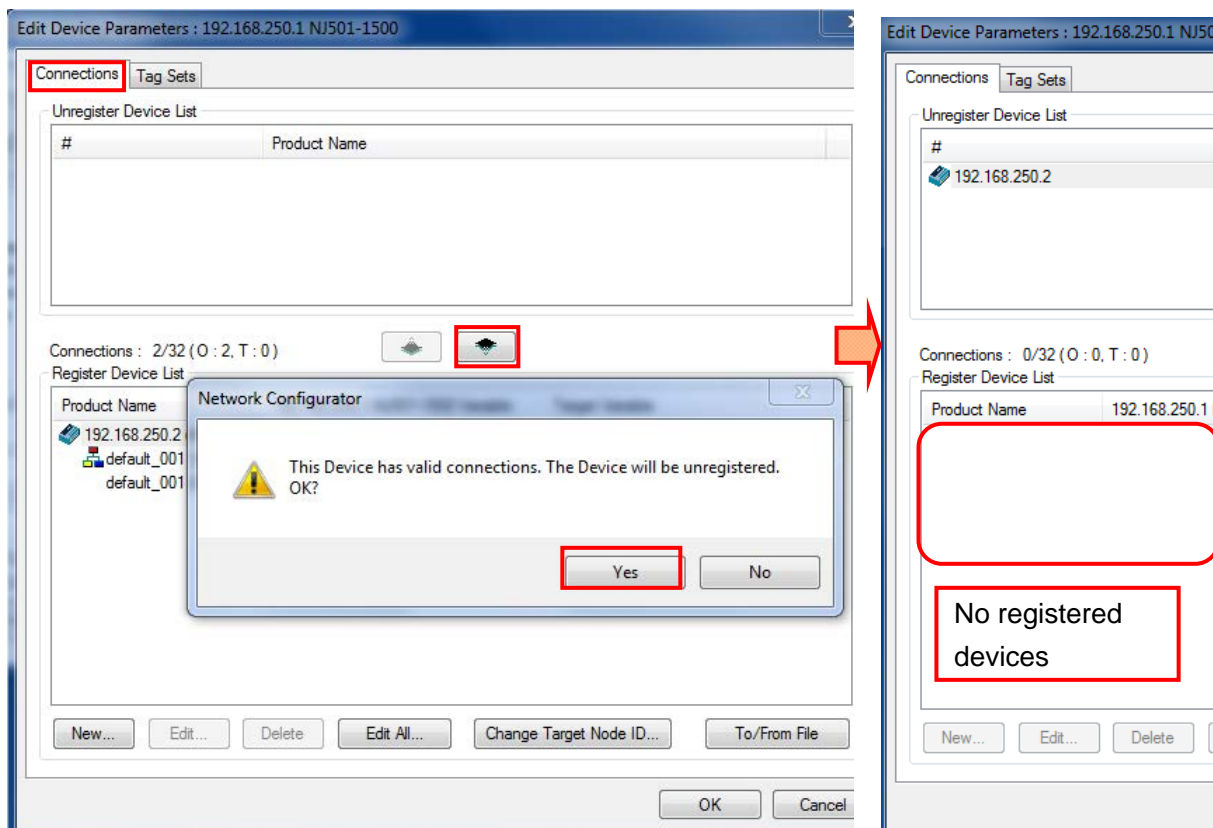 Edit Device Parameters : 192.168.250.1 NJ501-1500
Connections Tag Sets
Unregister Device List
# Product Name
Connections : 2/32 ( O : 2, T : 0 )
Register Device List
Product Name
192.168.250.2
default_001
default_001
Network Configurator
This Device has valid connections. The Device will be unregistered.
OK?
Yes No
New... Edit... Delete Edit All... Change Target Node ID... To/From File
OK Cancel
Edit Device Parameters : 192.168.250.1 NJ50
Connections Tag Sets
Unregister Device List
#
192.168.250.2
Connections : 0/32 ( O : 0, T : 0 )
Register Device List
Product Name 192.168.250.1
No registered
devices
New... Edit... Delete